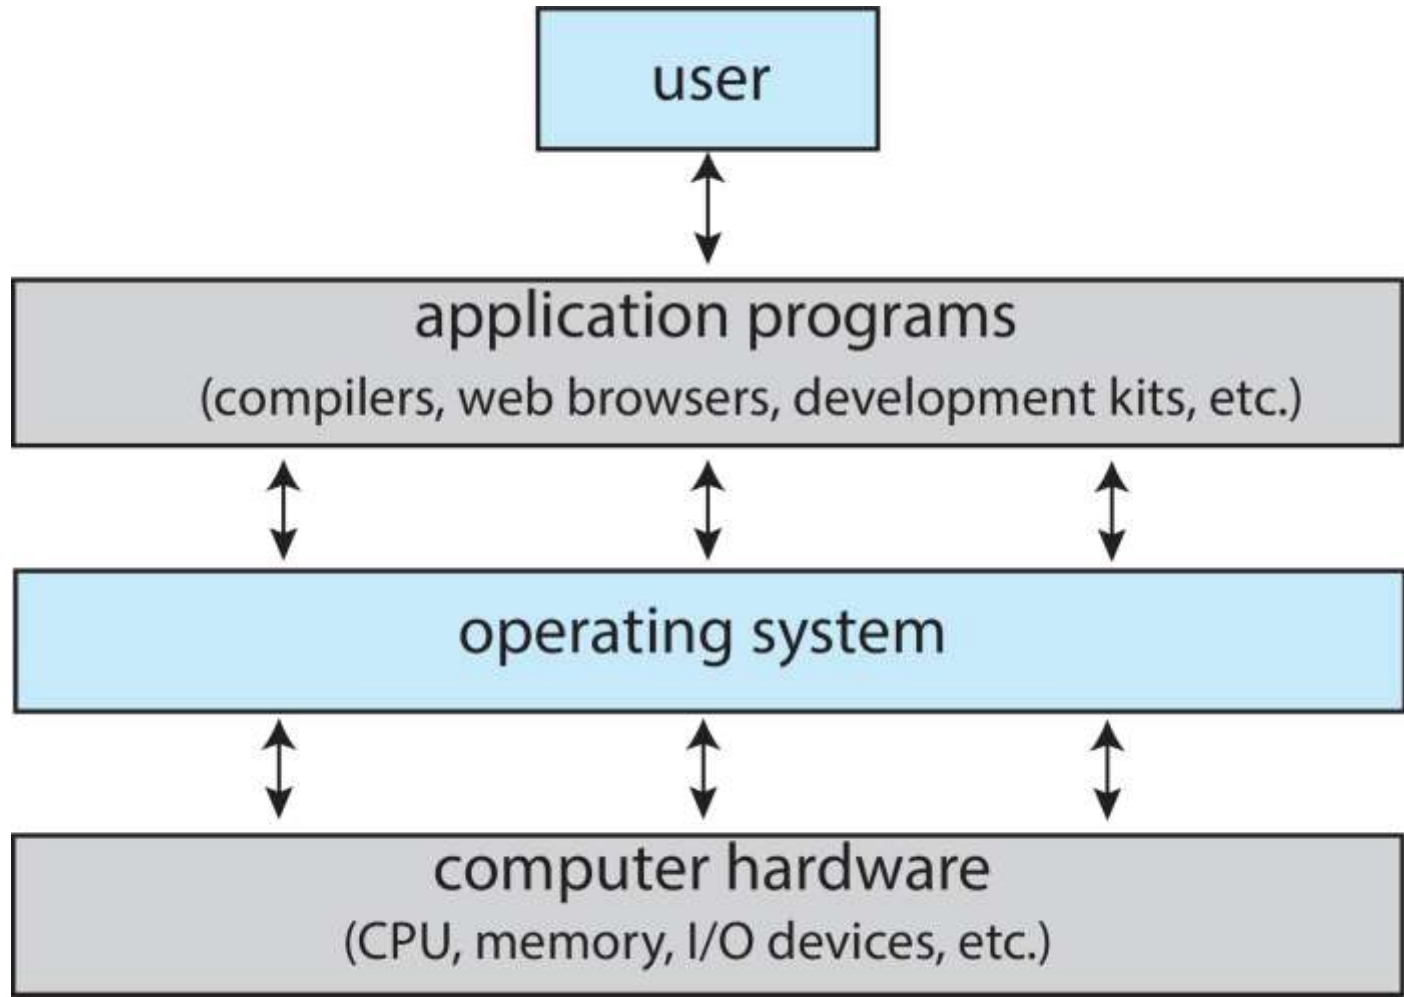 user
application programs
(compilers, web browsers, development kits, etc.)
operating system
computer hardware
(CPU, memory, I/O devices, etc.)